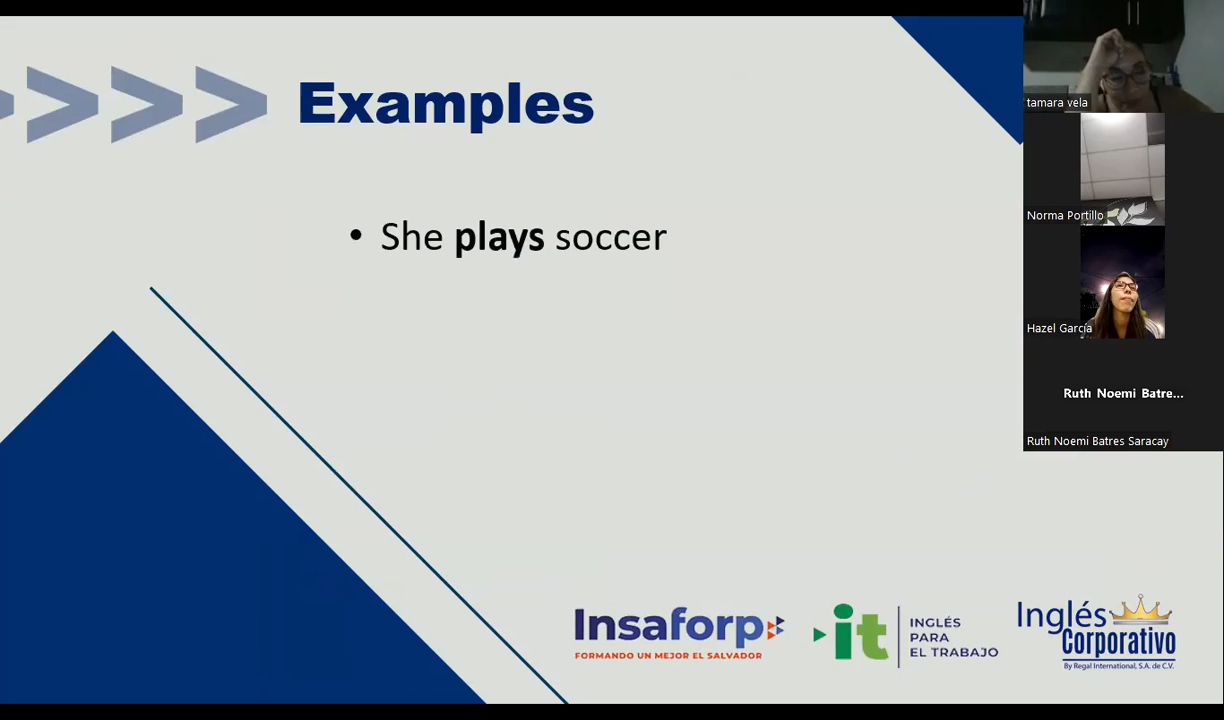 Examples
• She plays soccer
tamara vela
Norma Portillo
Hazel García
Ruth Noemi Batre...
Ruth Noemi Batres Saracay
Insaforp
FORMANDO UN MEJOR EL SALVADOR
it
INGLÉS
PARA
EL TRABAJO
Inglés
Corporativo
By Regal International, S.A. de C.V.